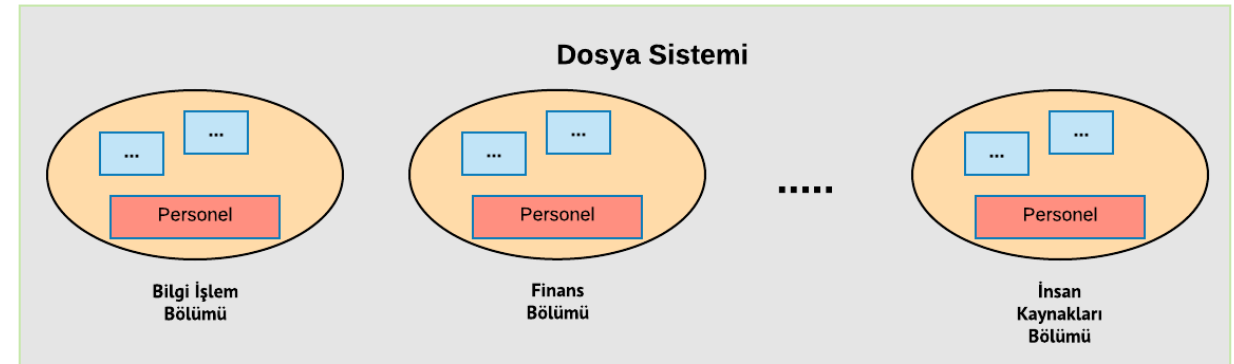 Dosya Sistemi
...
...
Personel
Bilgi İşlem
Bölümü
...
...
Personel
Finans
Bölümü
.....
...
...
Personel
İnsan
Kaynakları
Bölümü